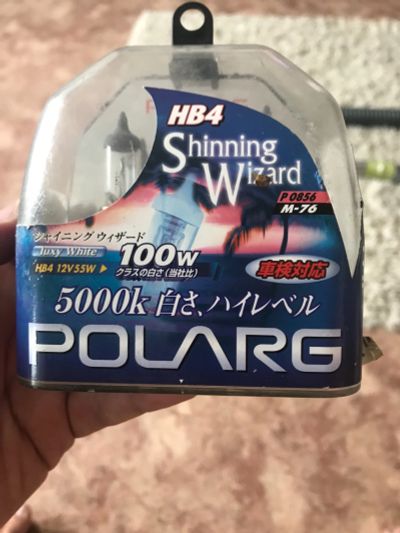 HB4
Shinning
Wizard
P0856
M-76
シャイニング ウィザード
luxy White
HB4 12V55W ▶ 100W
クラスの白さ(当社比)
車検対応
5000k 白さ、ハイレベル
POLARG